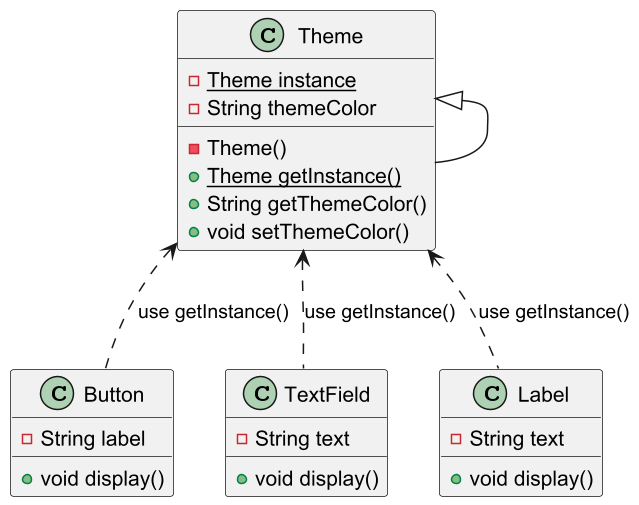 C Theme
Theme instance
String themeColor
Theme()
Theme getInstance()
String getThemeColor()
void setThemeColor()
use getInstance() use getInstance() use getInstance()
C Button
String label
void display()
C TextField
String text
void display()
C Label
String text
void display()